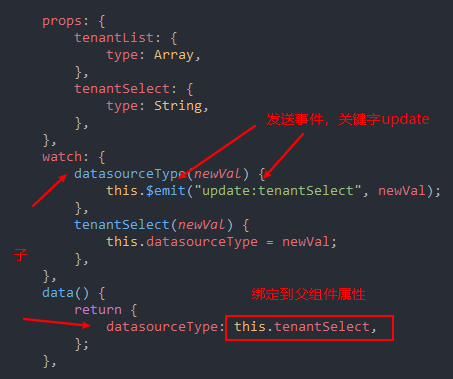 props: {
tenantList: {
type: Array,
},
tenantSelect: {
type: String,
},
},
发送事件，关键字update
watch: {
datasourceType(newVal) {
this.$emit("update:tenantSelect", newVal);
},
tenantSelect(newVal) {
this.datasourceType = newVal;
},
},
子
data() {
绑定到父组件属性
return {
datasourceType: this.tenantSelect,
};
},